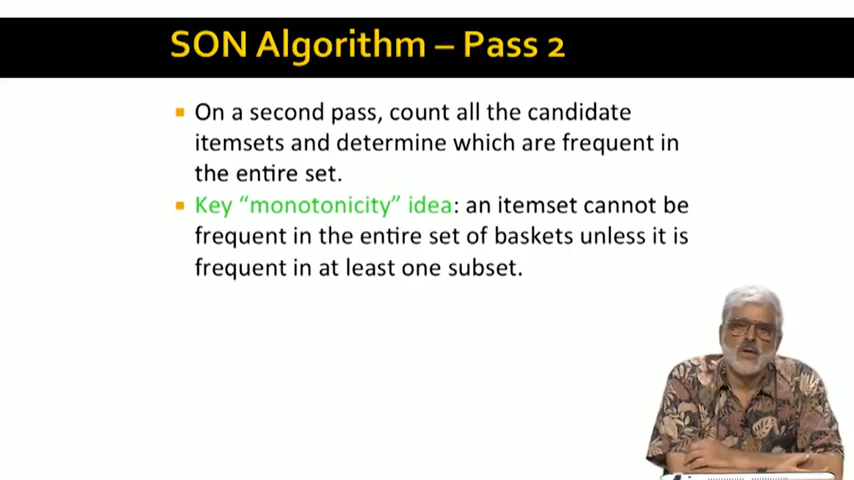 SON Algorithm – Pass 2
On a second pass, count all the candidate
itemsets and determine which are frequent in
the entire set.
Key “monotonicity” idea: an itemset cannot be
frequent in the entire set of baskets unless it is
frequent in at least one subset.